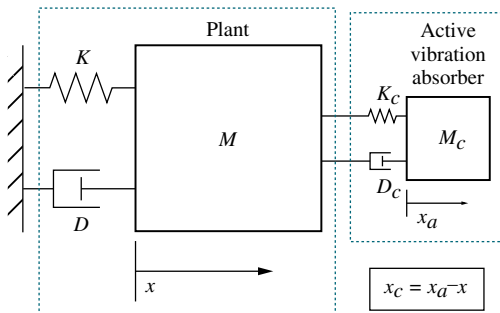 Plant
Active
vibration
absorber
K
K_c
M
M_c
D_c
D
x_a
x
x_c = x_a–x